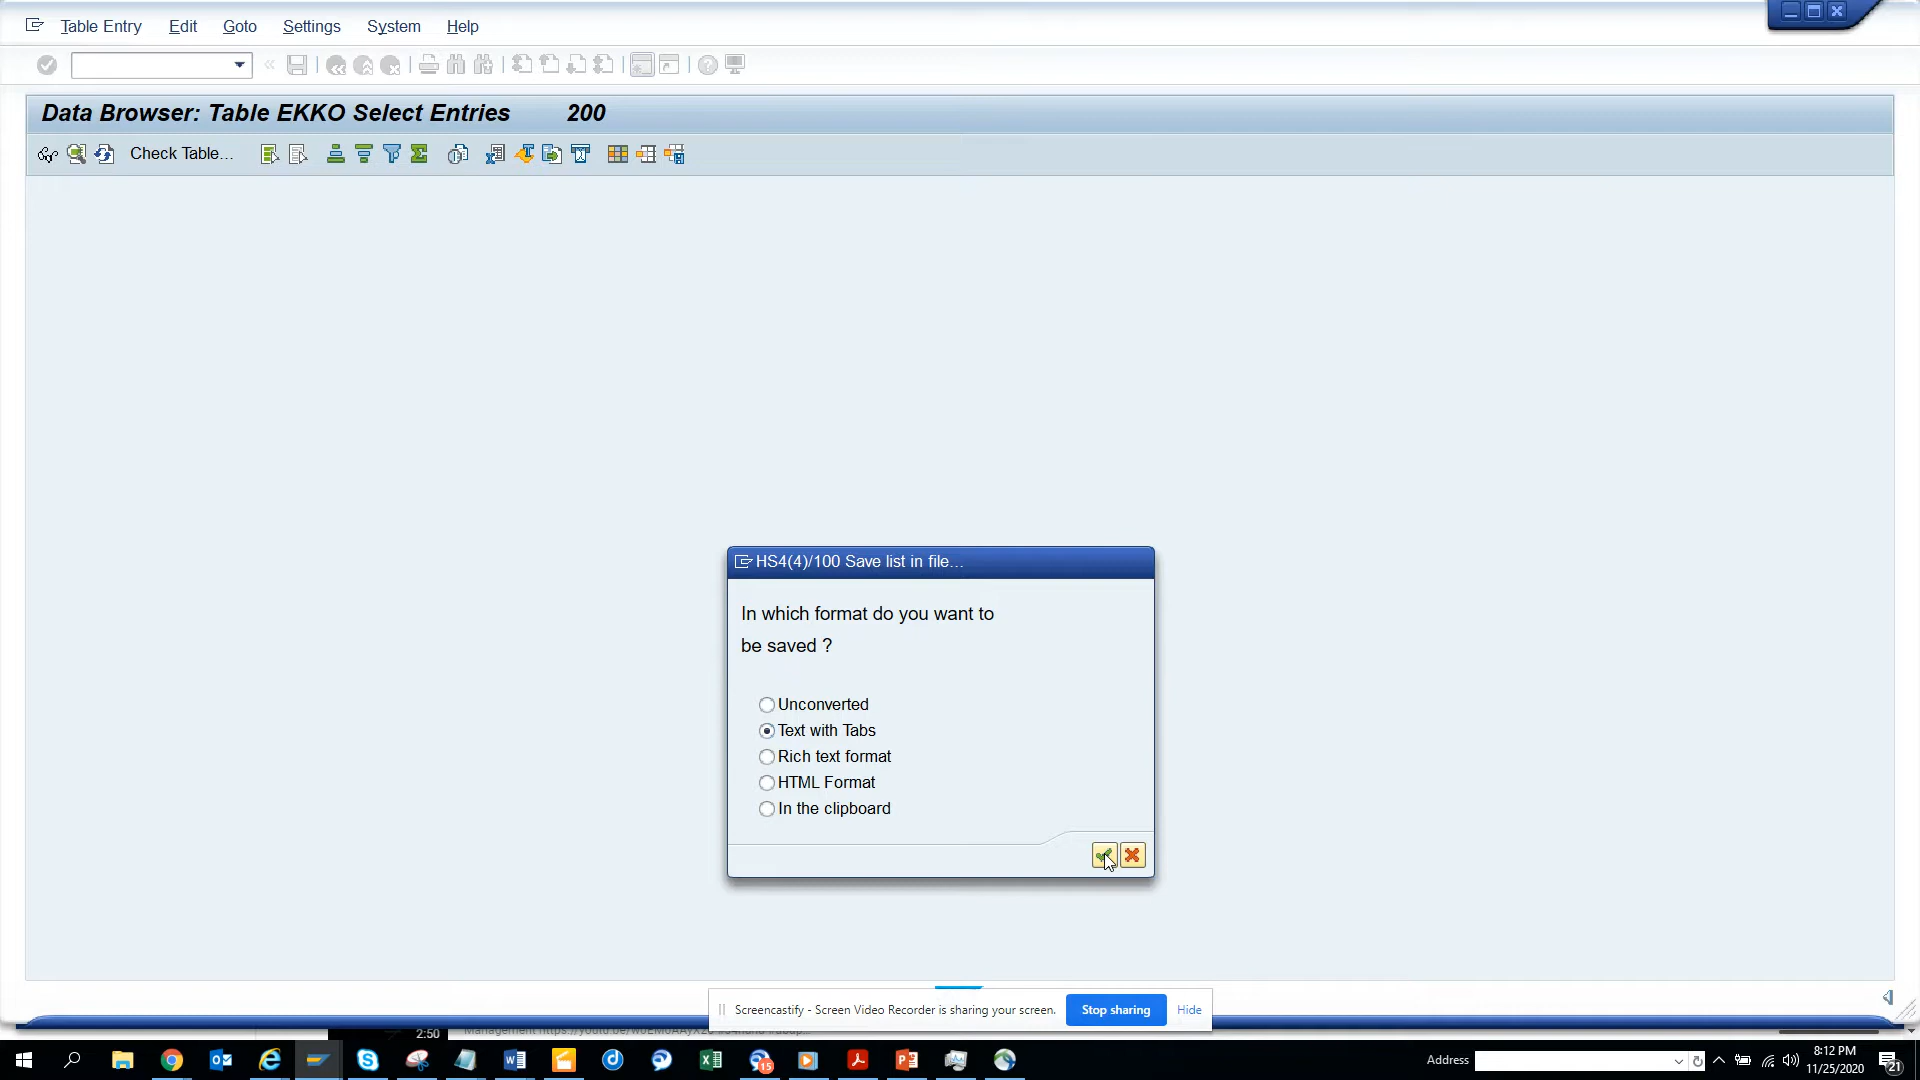 Table Entry Edit Goto Settings System Help
Data Browser: Table EKKO Select Entries 200
Check Table...
HS4(4)/100 Save list in file...
In which format do you want to
be saved ?
Unconverted
Text with Tabs
Rich text format
HTML Format
In the clipboard
Screencastify - Screen Video Recorder is sharing your screen. Stop sharing Hide
2:50
15
Address
8:12 PM
11/25/2020
21